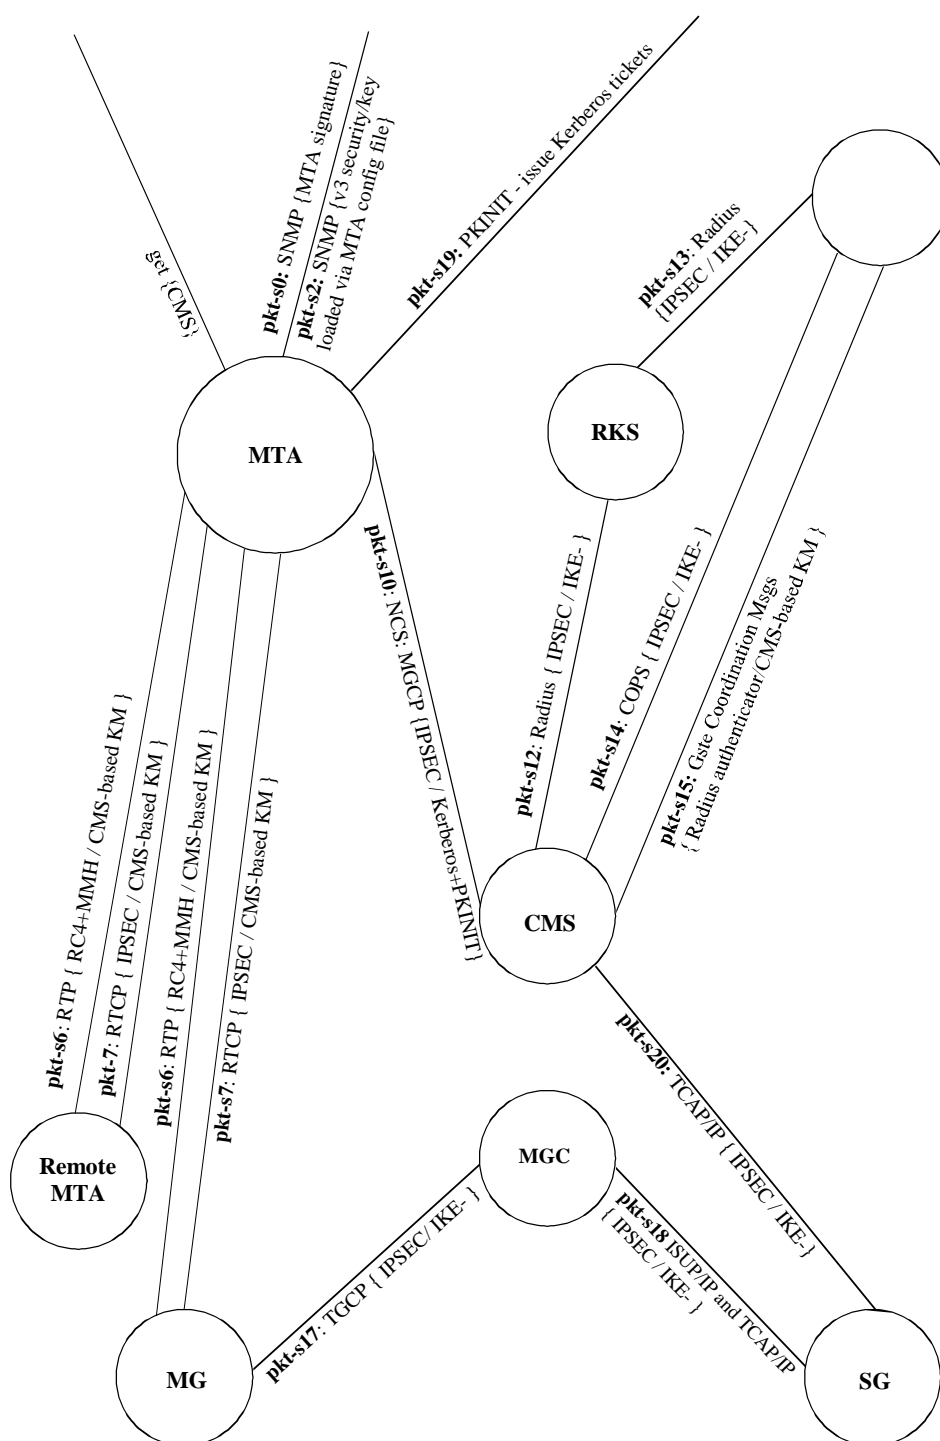 get {CMS}
pkt-s0: SNMP {MTA signature}
pkt-s2: SNMP {v3 security/key
loaded via MTA config file}
pkt-s19: PKINIT - issue Kerberos tickets
pkt-s13: Radius
{IPSEC / IKE-}
MTA
RKS
pkt-s10: NCS: MGCP {IPSEC / Kerberos+PKINIT}
pkt-s12: Radius { IPSEC / IKE- }
pkt-s14: COPS { IPSEC / IKE- }
pkt-s15: Gste Coordination Msgs
{ Radius authenticator/CMS-based KM }
pkt-s6: RTP { RC4+MMH / CMS-based KM }
pkt-7: RTCP { IPSEC / CMS-based KM }
pkt-s6: RTP { RC4+MMH / CMS-based KM }
pkt-s7: RTCP { IPSEC / CMS-based KM }
CMS
pkt-s20: TCAP/IP { IPSEC / IKE-}
Remote
MTA
MGC
pkt-s17: TGCP { IPSEC/ IKE- }
pkt-s18 ISUP/IP and TCAP/IP
{ IPSEC / IKE- }
MG
SG